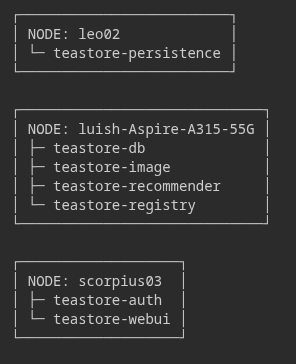 NODE: leo02
└─ teastore-persistence
NODE: luish-Aspire-A315-55G
├─ teastore-db
├─ teastore-image
├─ teastore-recommender
└─ teastore-registry
NODE: scorpius03
├─ teastore-auth
└─ teastore-webui